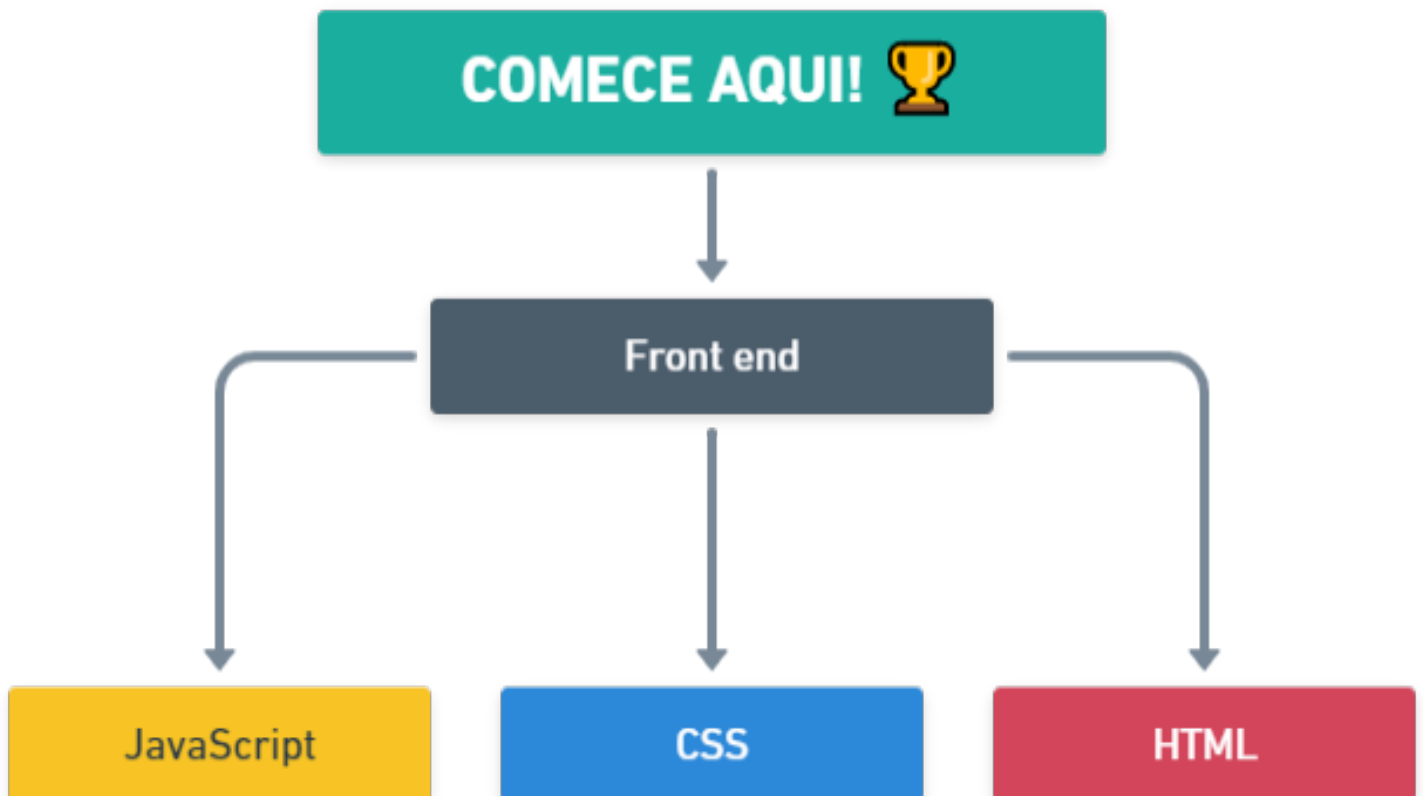 COMECE AQUI! 🏆
Front end
JavaScript
CSS
HTML